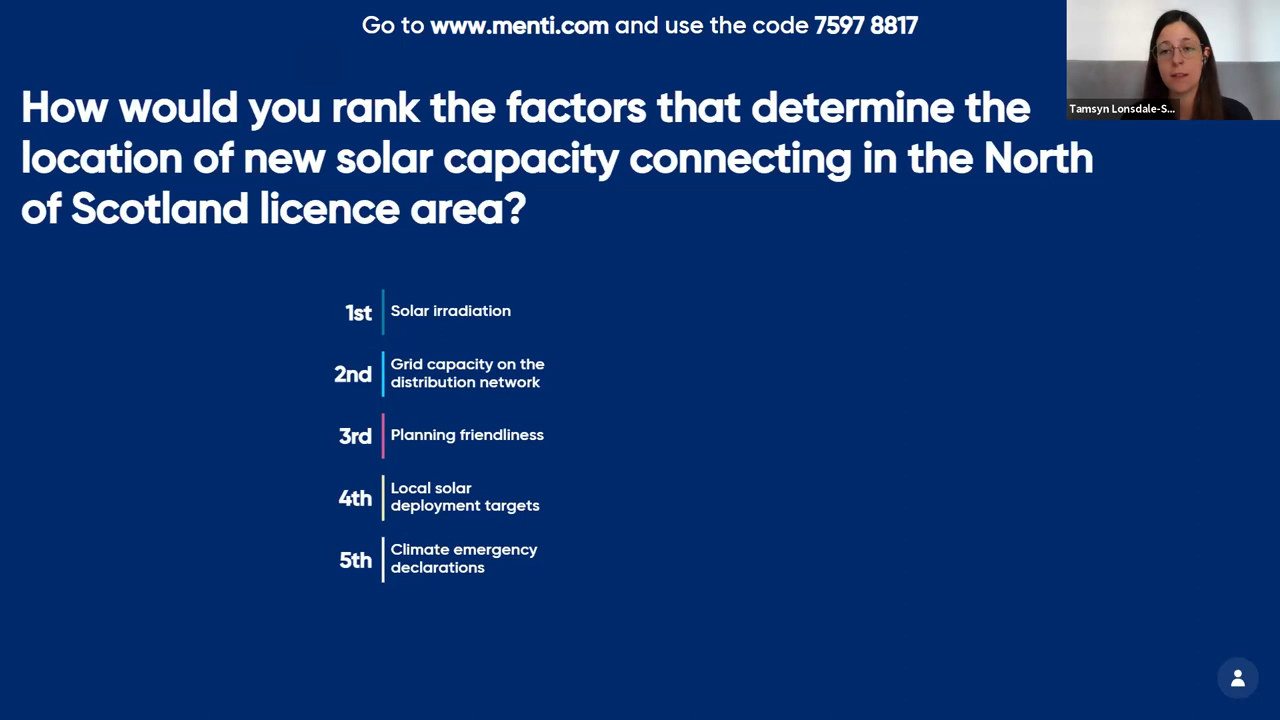 Go to www.menti.com and use the code 7597 8817
How would you rank the factors that determine the
location of new solar capacity connecting in the North
of Scotland licence area?
Tamsyn Lonsdale-S...
1st Solar irradiation
2nd Grid capacity on the
distribution network
3rd Planning friendliness
4th Local solar
deployment targets
5th Climate emergency
declarations